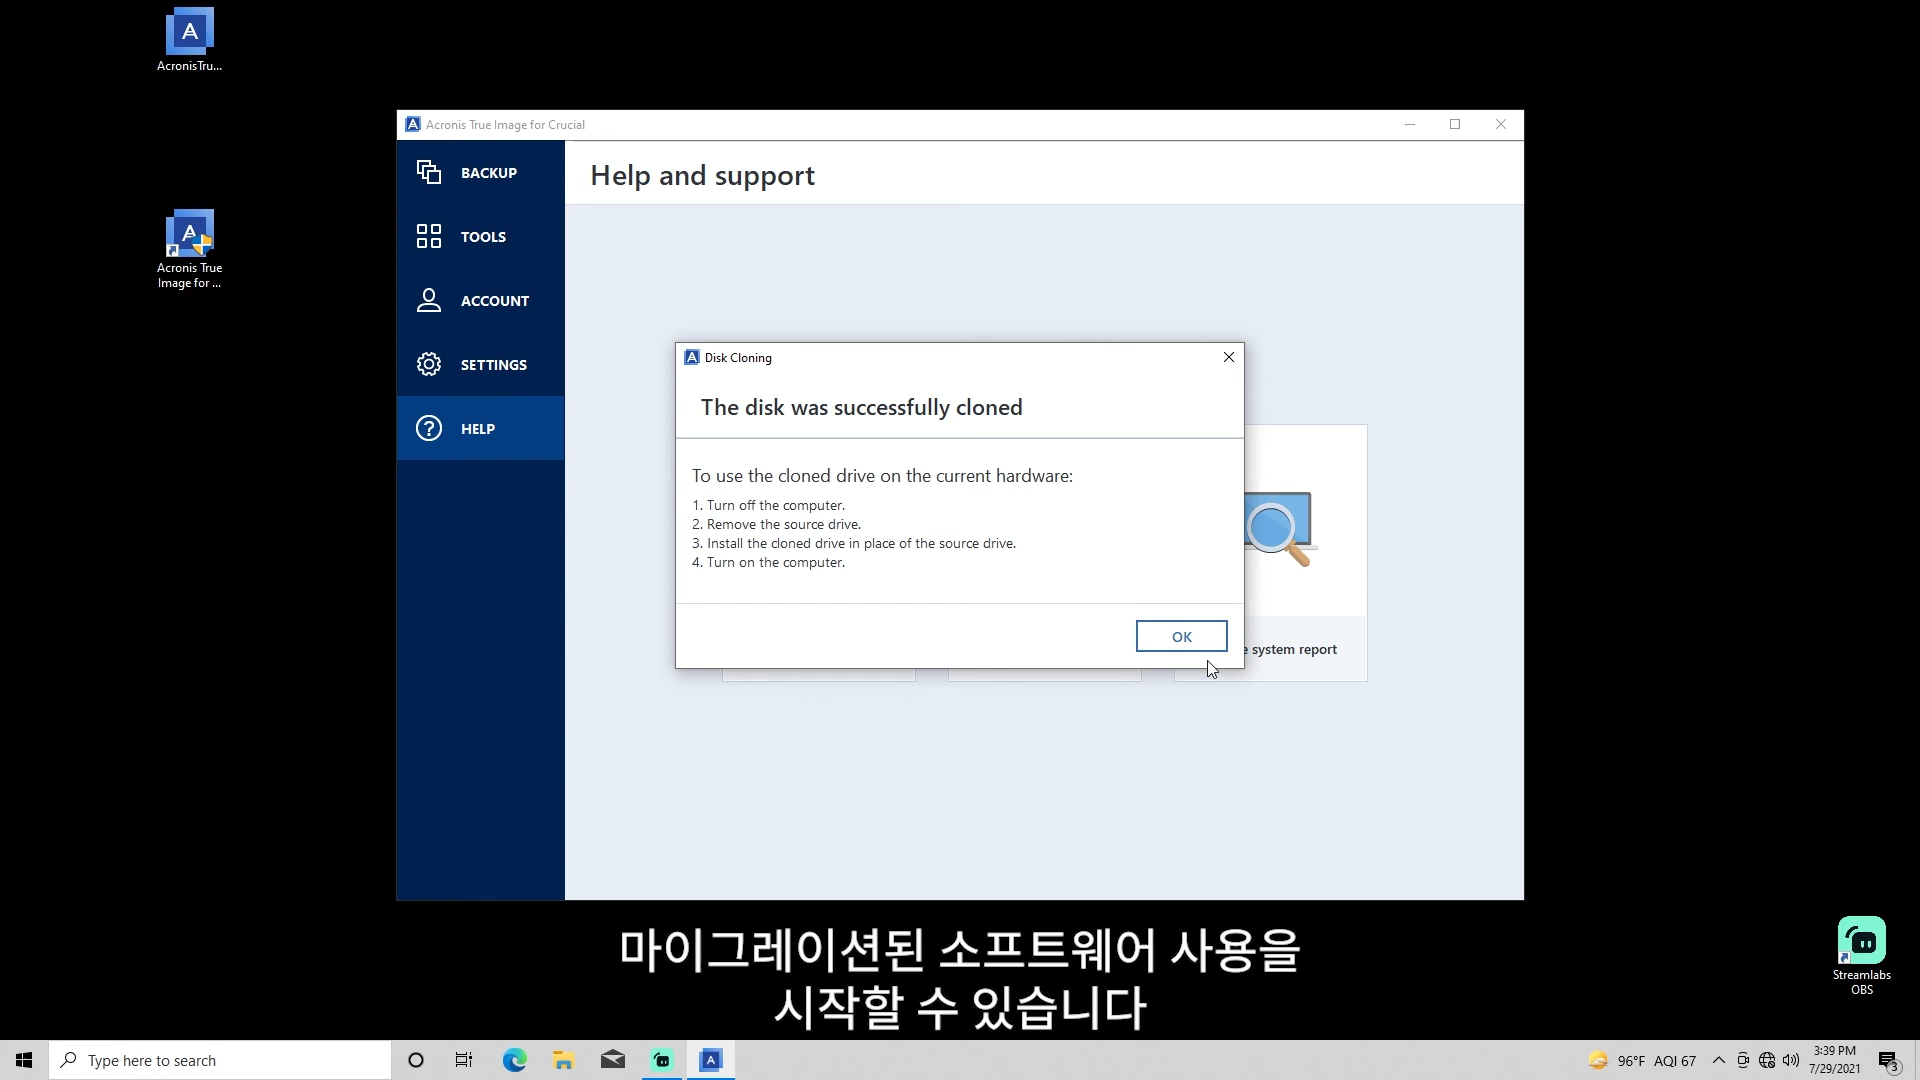 AcronisTru...
Acronis True
Image for ...
Acronis True Image for Crucial
BACKUP
TOOLS
ACCOUNT
SETTINGS
HELP
Help and support
Disk Cloning
The disk was successfully cloned
To use the cloned drive on the current hardware:
1. Turn off the computer.
2. Remove the source drive.
3. Install the cloned drive in place of the source drive.
4. Turn on the computer.
OK
e system report
마이그레이션된 소프트웨어 사용을
시작할 수 있습니다
Streamlabs
OBS
Type here to search
96°F AQI 67
3:39 PM
7/29/2021
3